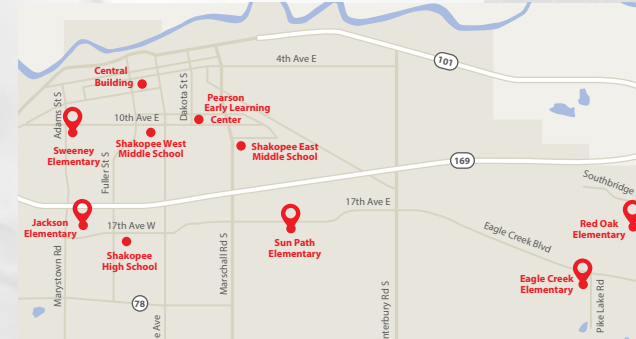 4th Ave E
101
Central
Building
Dakota St S
Pearson
Early Learning
Center
Adams St S
10th Ave E
Sweeney
Elementary
Fuller St S
Shakopee West
Middle School
Shakopee East
Middle School
169
Southbridge
17th Ave E
Jackson
Elementary
17th Ave W
Shakopee
High School
Marschall Rd S
Sun Path
Elementary
Eagle Creek Blvd
Red Oak
Elementary
Marystown Rd
78
e Ave
nterbury Rd S
Eagle Creek
Elementary
Pike Lake Rd